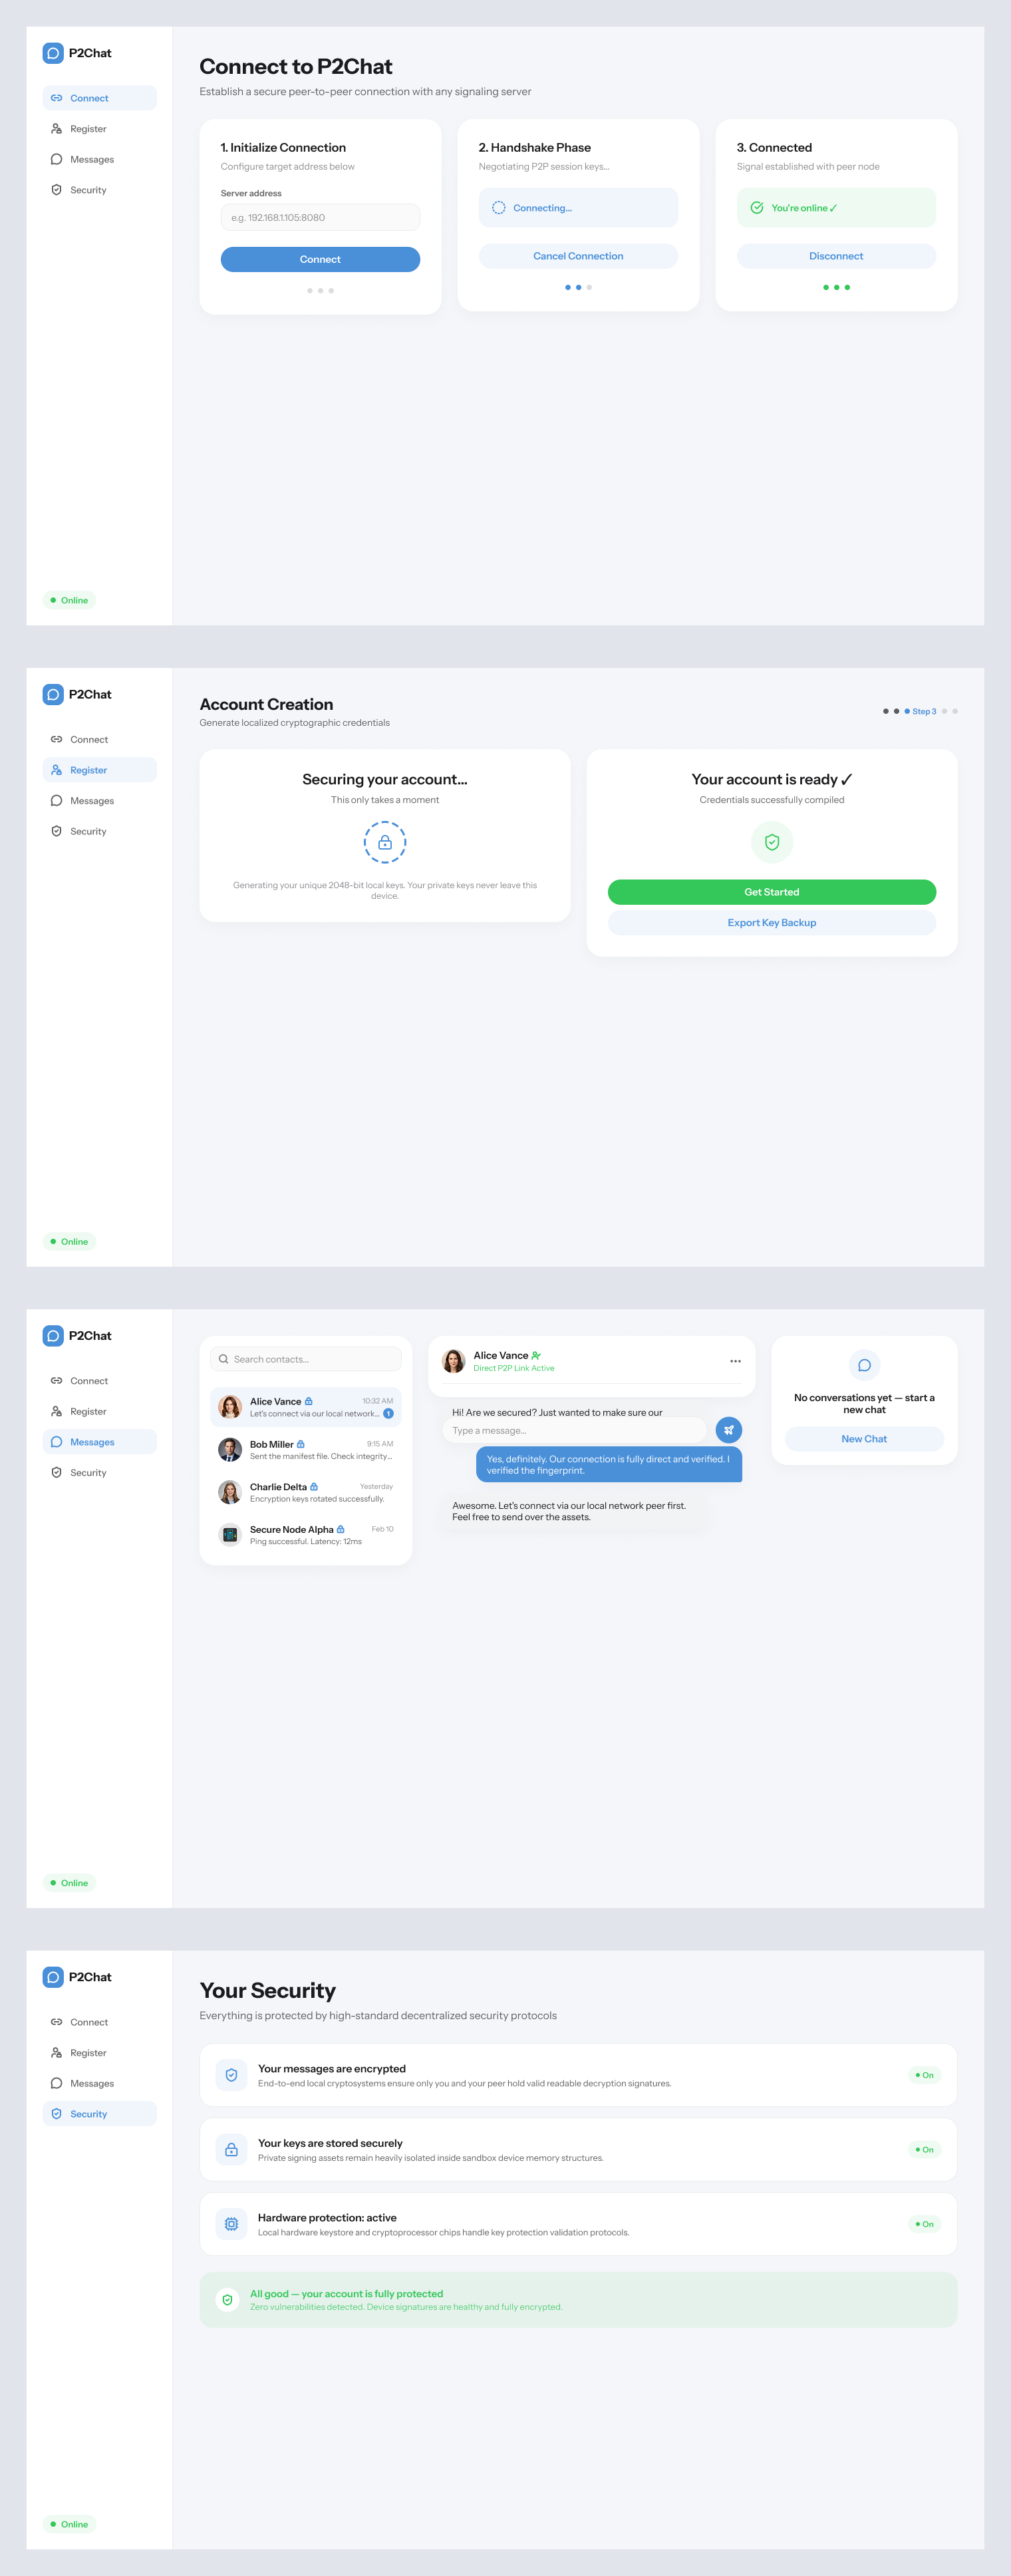 P2Chat
Connect
Register
Messages
Security
Online
Connect to P2Chat
Establish a secure peer-to-peer connection with any signaling server
1. Initialize Connection
Configure target address below
Server address
e.g. 192.168.1.105:8080
Connect
2. Handshake Phase
Negotiating P2P session keys...
Connecting...
Cancel Connection
3. Connected
Signal established with peer node
You're online ✓
Disconnect
P2Chat
Connect
Register
Messages
Security
Online
Account Creation
Generate localized cryptographic credentials
Step 3
Securing your account...
This only takes a moment
Generating your unique 2048-bit local keys. Your private keys never leave this
device.
Your account is ready ✓
Credentials successfully compiled
Get Started
Export Key Backup
P2Chat
Connect
Register
Messages
Security
Online
Search contacts...
Alice Vance
10:32 AM
Let's connect via our local network...
1
Bob Miller
9:15 AM
Sent the manifest file. Check integrity...
Charlie Delta
Yesterday
Encryption keys rotated successfully.
Secure Node Alpha
Feb 10
Ping successful. Latency: 12ms
Alice Vance
Direct P2P Link Active
Hi! Are we secured? Just wanted to make sure our
Type a message...
Yes, definitely. Our connection is fully direct and verified. I
verified the fingerprint.
Awesome. Let's connect via our local network peer first.
Feel free to send over the assets.
No conversations yet — start a
new chat
New Chat
P2Chat
Connect
Register
Messages
Security
Online
Your Security
Everything is protected by high-standard decentralized security protocols
Your messages are encrypted
End-to-end local cryptosystems ensure only you and your peer hold valid readable decryption signatures.
On
Your keys are stored securely
Private signing assets remain heavily isolated inside sandbox device memory structures.
On
Hardware protection: active
Local hardware keystore and cryptoprocessor chips handle key protection validation protocols.
On
All good — your account is fully protected
Zero vulnerabilities detected. Device signatures are healthy and fully encrypted.